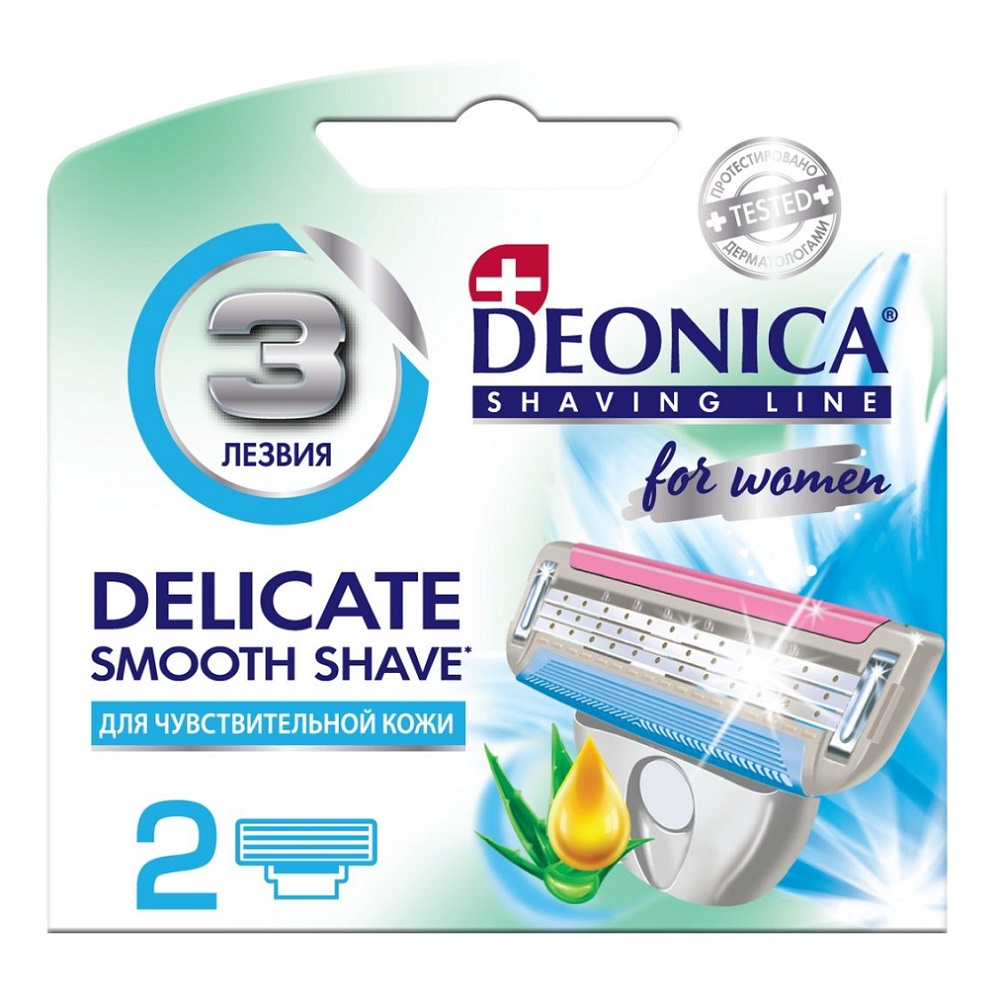 ПРОТЕСТИРОВАНО
TESTED
ДЕРМАТОЛОГАМИ
3
ЛЕЗВИЯ
DEONICA®
SHAVING LINE
for women
DELICATE
SMOOTH SHAVE*
ДЛЯ ЧУВСТВИТЕЛЬНОЙ КОЖИ
2